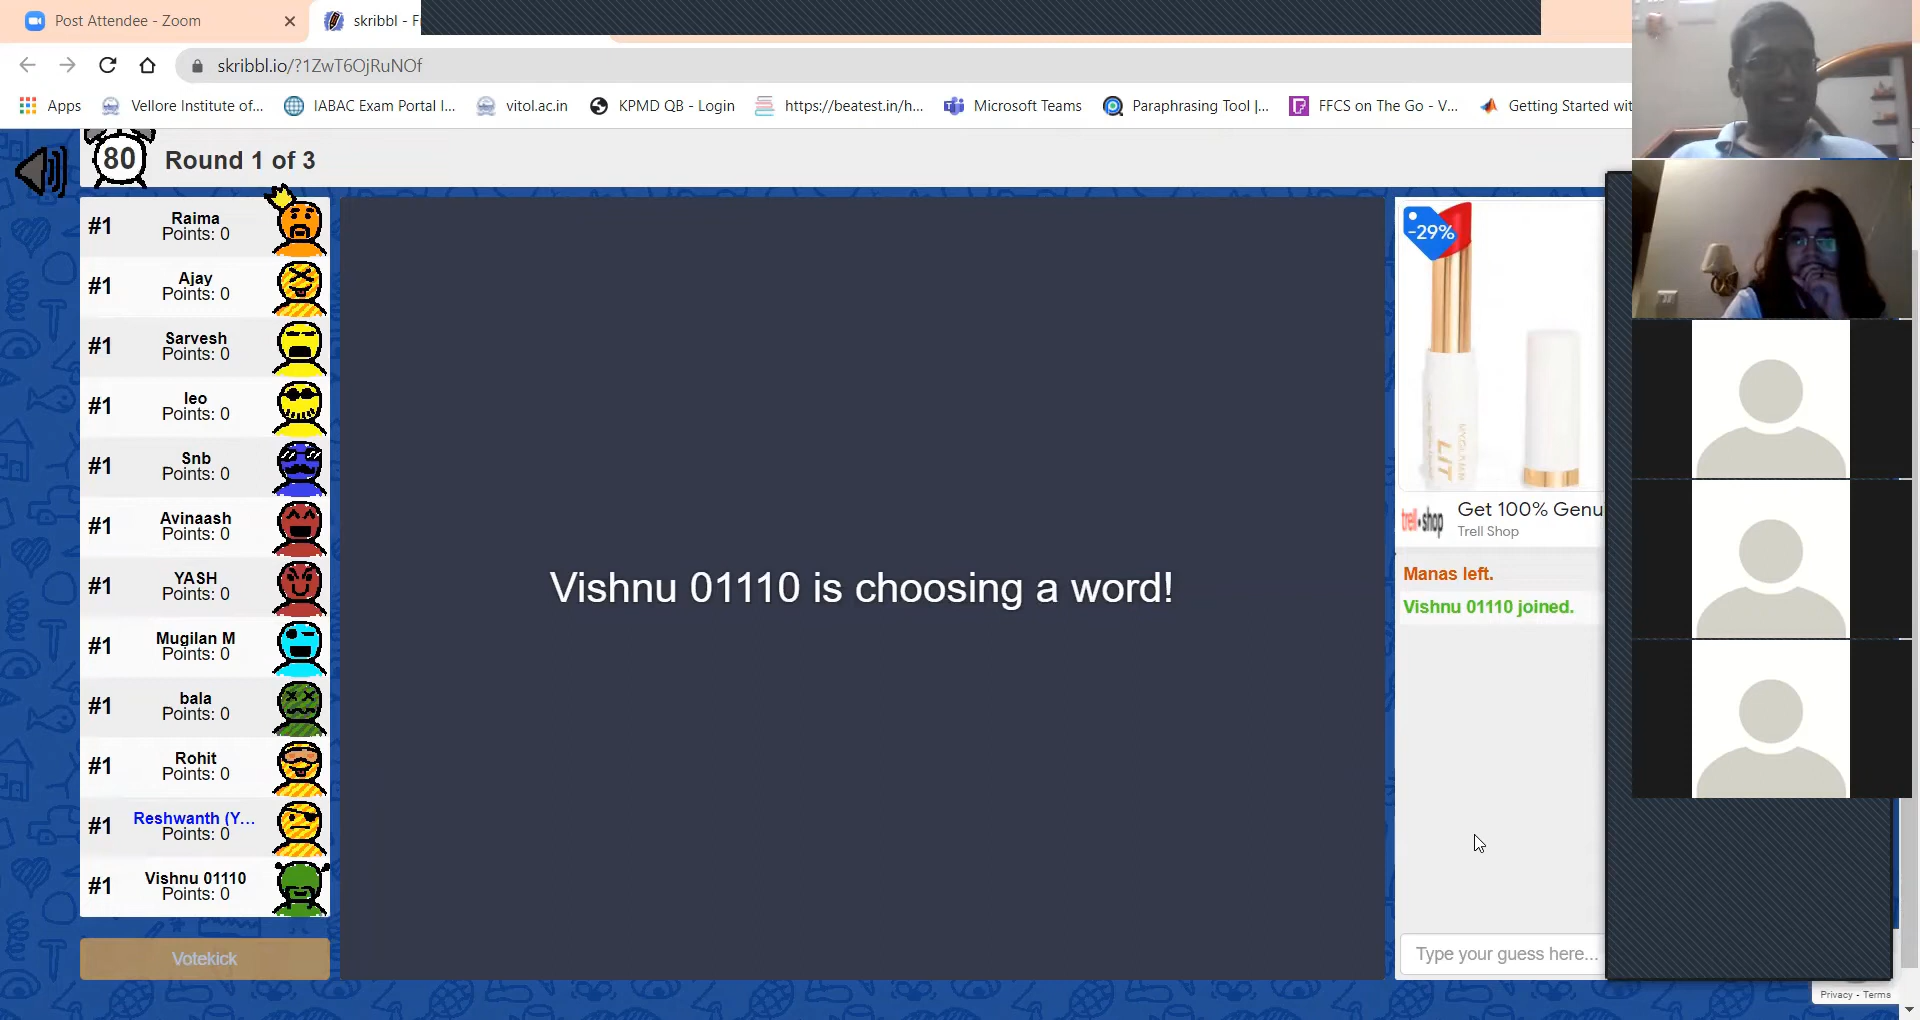 Post Attendee - Zoom
skribbl - F
skribbl.io/?1ZwT6OjRuNOf
Apps
Vellore Institute of...
IABAC Exam Portal I...
vitol.ac.in
KPMD QB - Login
https://beatest.in/h...
Microsoft Teams
Paraphrasing Tool |...
FFCS on The Go - V...
Getting Started wit
80
Round 1 of 3
#1
Raima
Points: 0
#1
Ajay
Points: 0
#1
Sarvesh
Points: 0
#1
leo
Points: 0
#1
Snb
Points: 0
#1
Avinaash
Points: 0
#1
YASH
Points: 0
#1
Mugilan M
Points: 0
#1
bala
Points: 0
#1
Rohit
Points: 0
#1
Reshwanth (Y...
Points: 0
#1
Vishnu 01110
Points: 0
Votekick
Vishnu 01110 is choosing a word!
-29%
LIT
trell shop
Get 100% Genu
Trell Shop
Manas left.
Vishnu 01110 joined.
Type your guess here...
Privacy - Terms